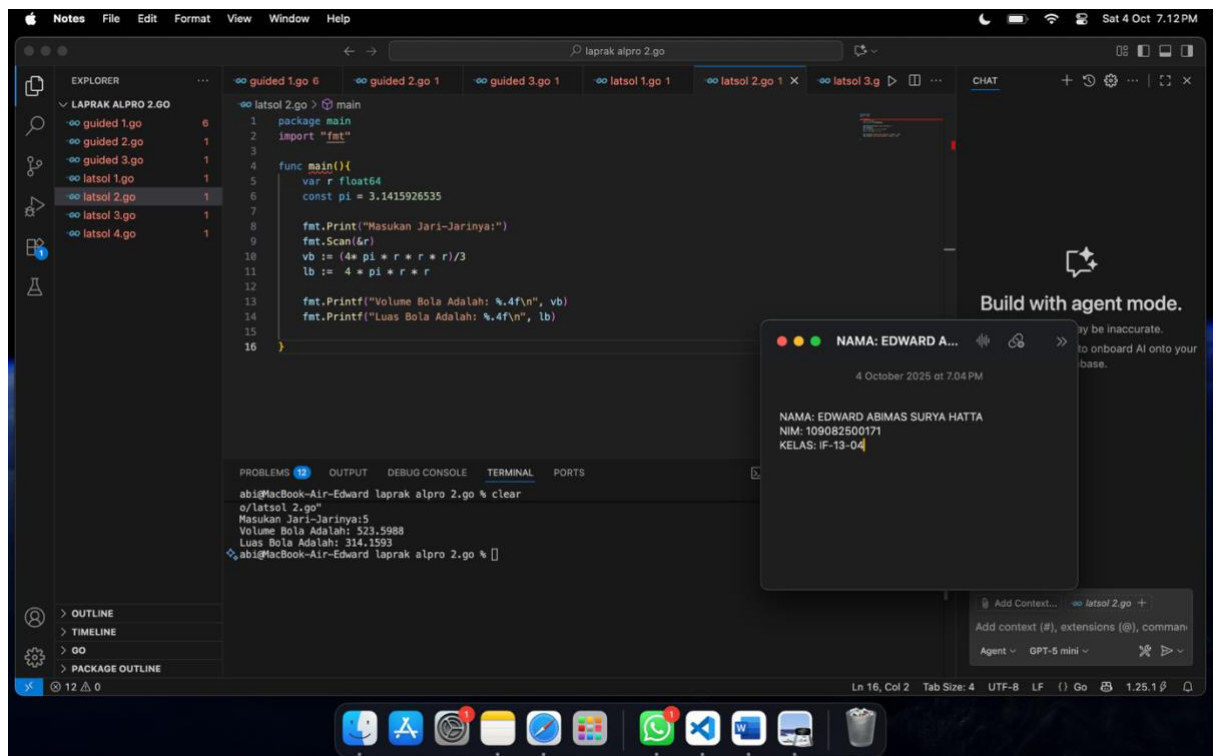 Notes File Edit Format View Window Help
Sat 4 Oct 7.12 PM
laprak alpro 2.go
EXPLORER
LAPRAK ALPRO 2.GO
guided 1.go 6
guided 2.go 1
guided 3.go 1
latsol 1.go 1
latsol 2.go 1
latsol 3.go 1
latsol 4.go 1
guided 1.go 6 guided 2.go 1 guided 3.go 1 latsol 1.go 1 latsol 2.go 1 latsol 3.g
latsol 2.go > main
1 package main
2 import "fmt"
3
4 func main(){
5 var r float64
6 const pi = 3.1415926535
7
8 fmt.Print("Masukan Jari-Jarinya:")
9 fmt.Scan(&r)
10 vb := (4* pi * r * r * r)/3
11 lb := 4 * pi * r * r
12
13 fmt.Printf("Volume Bola Adalah: %.4f\n", vb)
14 fmt.Printf("Luas Bola Adalah: %.4f\n", lb)
15
16 }
PROBLEMS 12 OUTPUT DEBUG CONSOLE TERMINAL PORTS
abi@MacBook-Air-Edward laprak alpro 2.go % clear
o/latsol 2.go"
Masukan Jari-Jarinya:5
Volume Bola Adalah: 523.5988
Luas Bola Adalah: 314.1593
abi@MacBook-Air-Edward laprak alpro 2.go %
CHAT
Build with agent mode.
ay be inaccurate.
to onboard AI onto your
base.
NAMA: EDWARD A...
4 October 2025 at 7.04 PM
NAMA: EDWARD ABIMAS SURYA HATTA
NIM: 109082500171
KELAS: IF-13-04
Add Context... latsol 2.go +
Add context (#), extensions (@), comman
Agent GPT-5 mini
OUTLINE
TIMELINE
GO
PACKAGE OUTLINE
12 0
Ln 16, Col 2 Tab Size: 4 UTF-8 LF {} Go 1.25.1